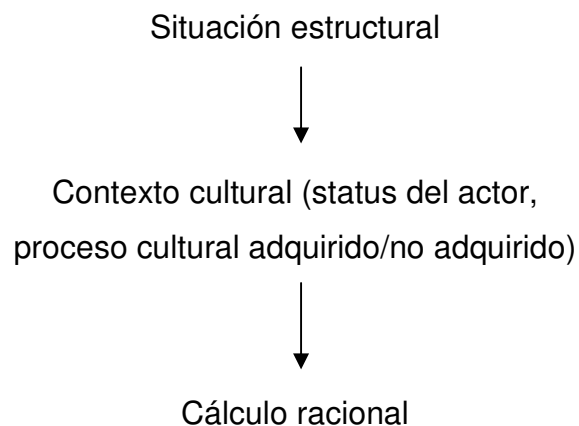 Situación estructural
Contexto cultural (status del actor,
proceso cultural adquirido/no adquirido)
Cálculo racional